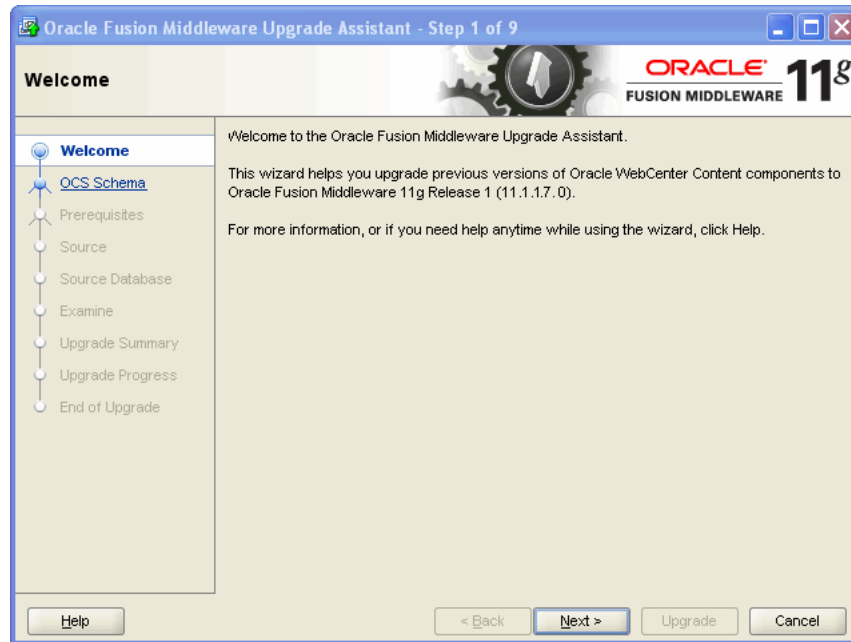 Oracle Fusion Middleware Upgrade Assistant - Step 1 of 9
Welcome
ORACLE
FUSION MIDDLEWARE 11g
Welcome
OCS Schema
Prerequisites
Source
Source Database
Examine
Upgrade Summary
Upgrade Progress
End of Upgrade
Welcome to the Oracle Fusion Middleware Upgrade Assistant.
This wizard helps you upgrade previous versions of Oracle WebCenter Content components to
Oracle Fusion Middleware 11g Release 1 (11.1.1.7.0).
For more information, or if you need help anytime while using the wizard, click Help.
Help < Back Next > Upgrade Cancel